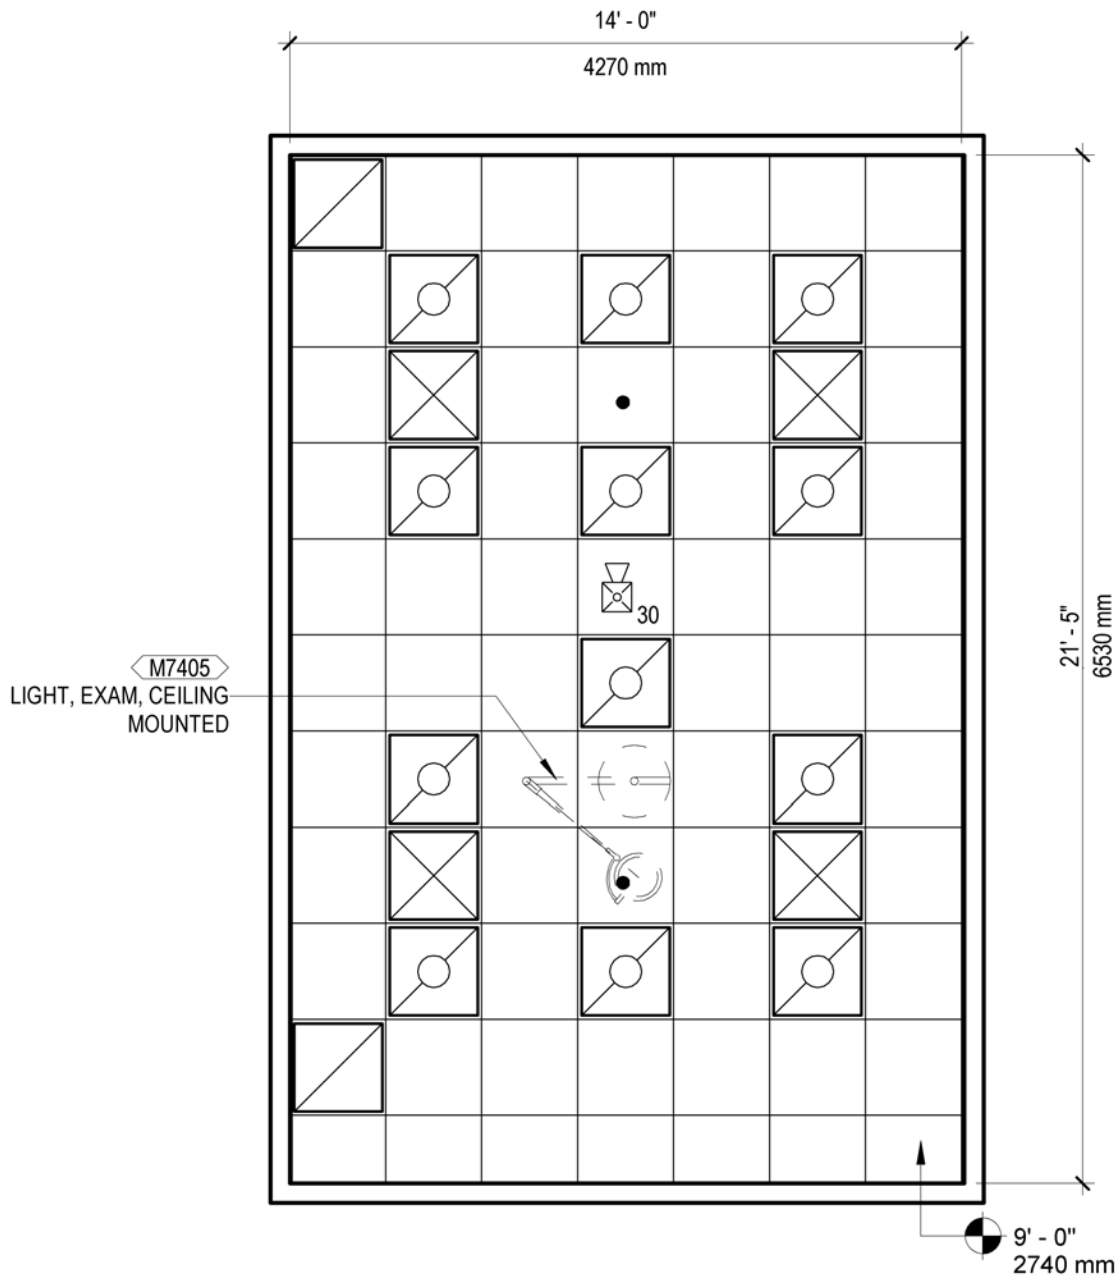 14' - 0"
4270 mm
21' - 5"
6530 mm
30
M7405
LIGHT, EXAM, CEILING
MOUNTED
9' - 0"
2740 mm